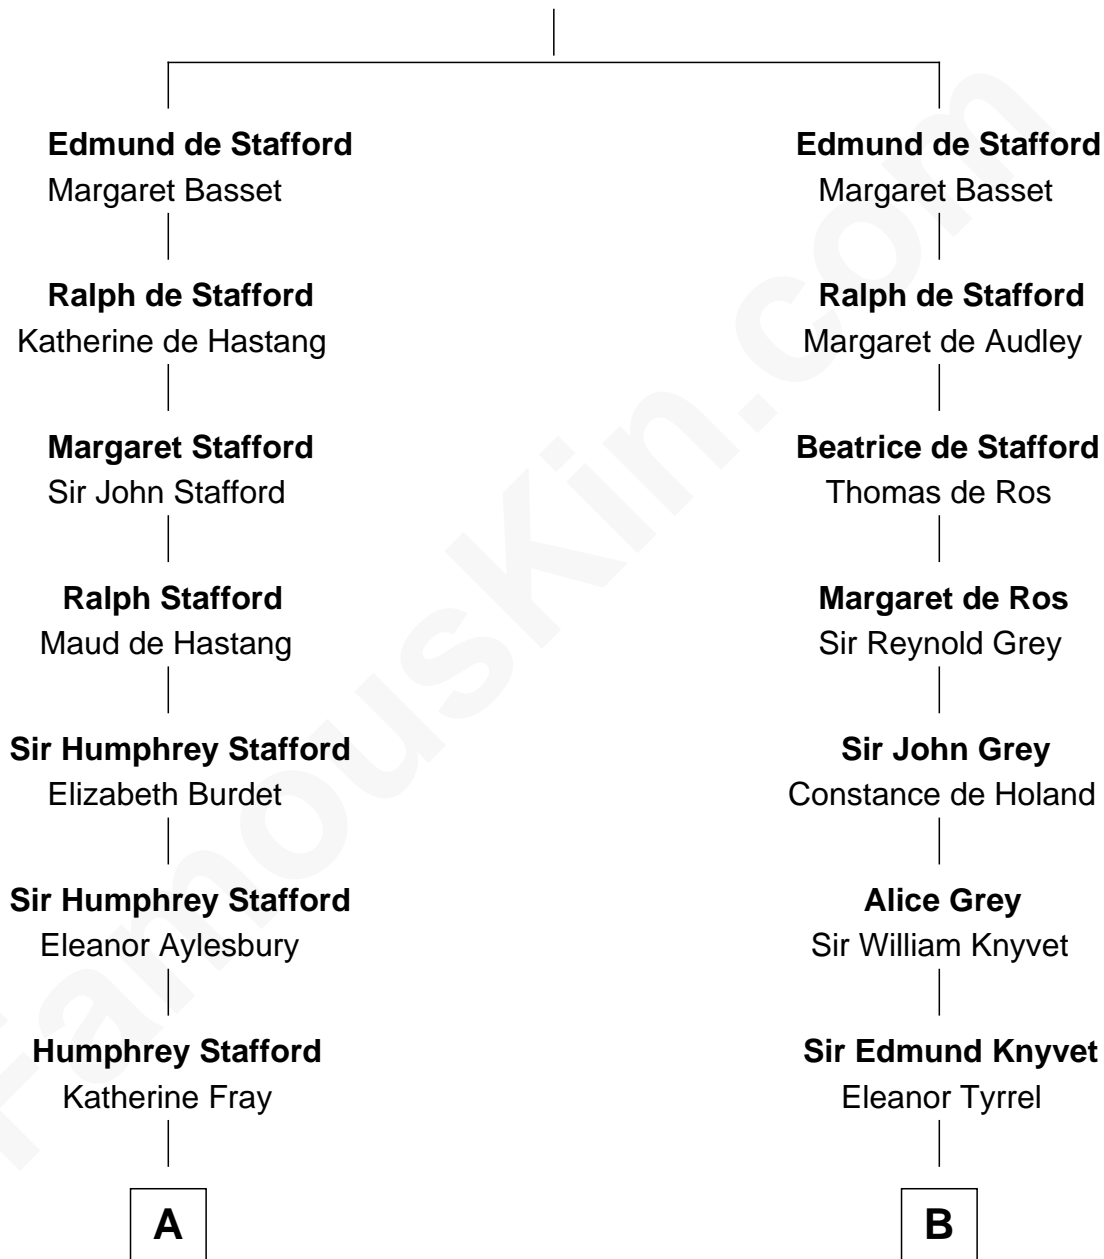 Edmund de Stafford
Margaret Basset
Ralph de Stafford
Katherine de Hastang
Margaret Stafford
Sir John Stafford
Ralph Stafford
Maud de Hastang
Sir Humphrey Stafford
Elizabeth Burdet
Sir Humphrey Stafford
Eleanor Aylesbury
Humphrey Stafford
Katherine Fray
A
Edmund de Stafford
Margaret Basset
Ralph de Stafford
Margaret de Audley
Beatrice de Stafford
Thomas de Ros
Margaret de Ros
Sir Reynold Grey
Sir John Grey
Constance de Holand
Alice Grey
Sir William Knyvet
Sir Edmund Knyvet
Eleanor Tyrrel
B
FamousKin.com